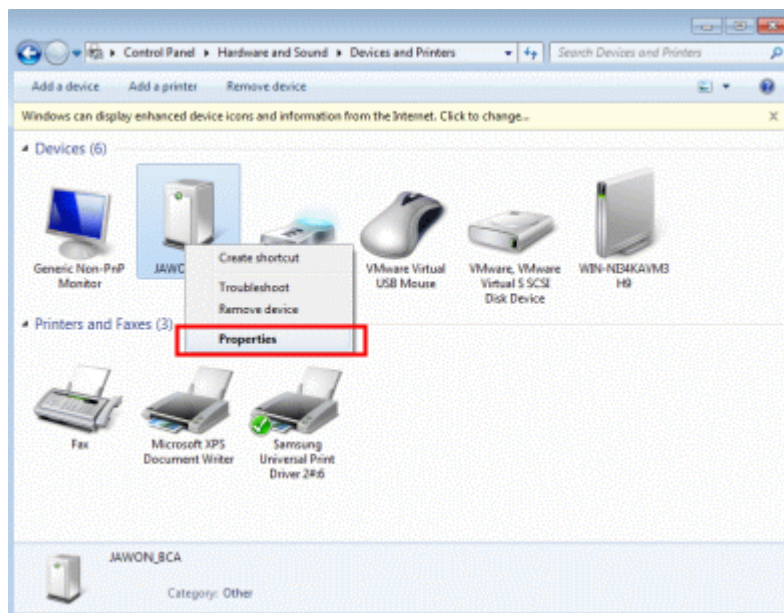 Control Panel ▸ Hardware and Sound ▸ Devices and Printers
Search Devices and Printers
Add a device Add a printer Remove device
Windows can display enhanced device icons and information from the Internet. Click to change...
Devices (6)
Generic Non-PnP
Monitor
JAWO
VMware Virtual
USB Mouse
VMware, VMware
Virtual S SCSI
Disk Device
WIN-NB4KAVM3
H9
Create shortcut
Troubleshoot
Remove device
Properties
Printers and Faxes (3)
Fax
Microsoft XPS
Document Writer
Samsung
Universal Print
Driver 2#:6
JAWON_BCA
Category: Other